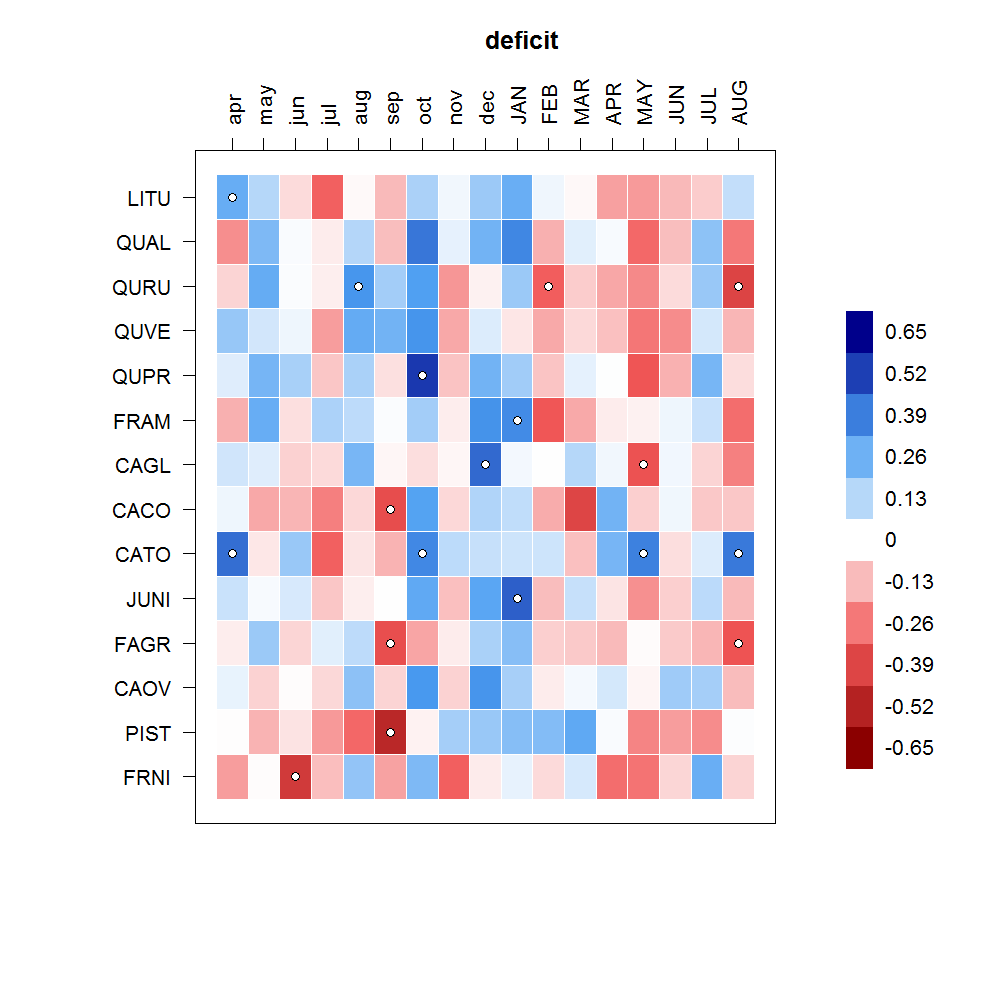 deficit
apr may jun jul aug sep oct nov dec JAN FEB MAR APR MAY JUN JUL AUG
LITU
QUAL
QURU
QUVE
QUPR
FRAM
CAGL
CACO
CATO
JUNI
FAGR
CAOV
PIST
FRNI
0.65
0.52
0.39
0.26
0.13
0
-0.13
-0.26
-0.39
-0.52
-0.65